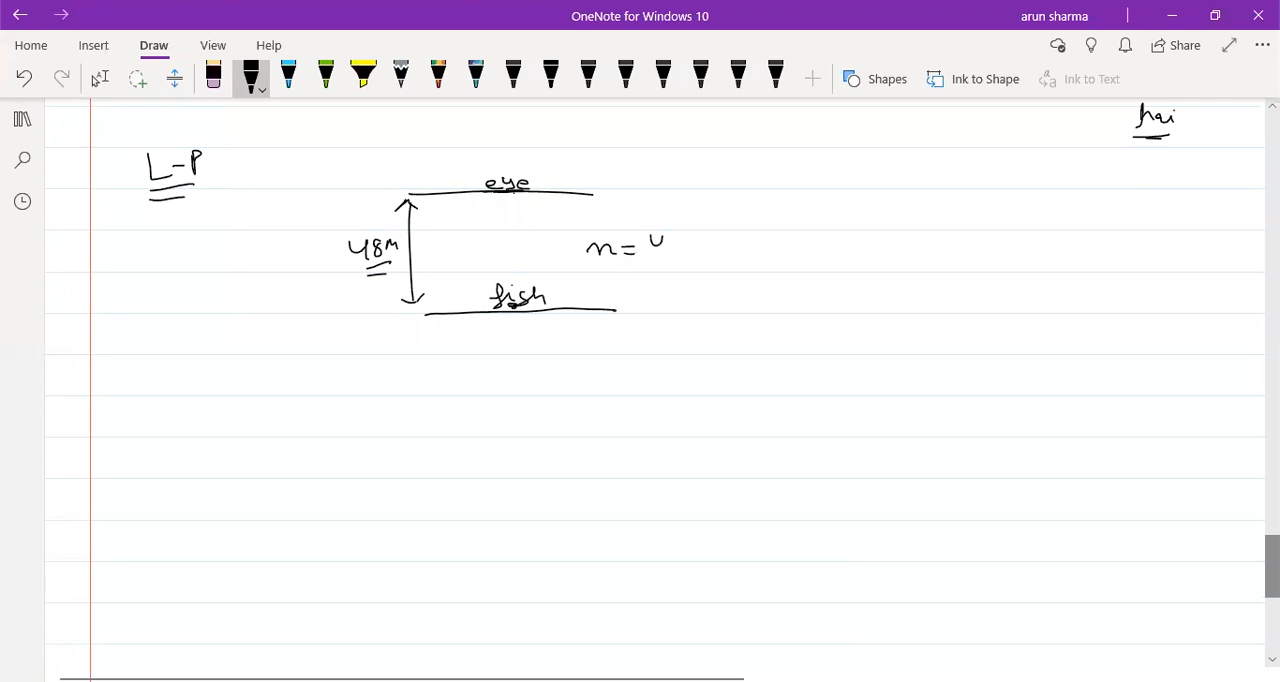 OneNote for Windows 10
arun sharma
Home Insert Draw View Help
Share
Shapes
Ink to Shape
Ink to Text
hai
L-P
eye
48M
n=
fish